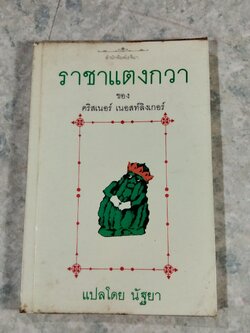 ราชาแตงกวา
ของ
คริสเนอร์ เนอสท์ลิงเกอร์
แปลโดย นัฐยา